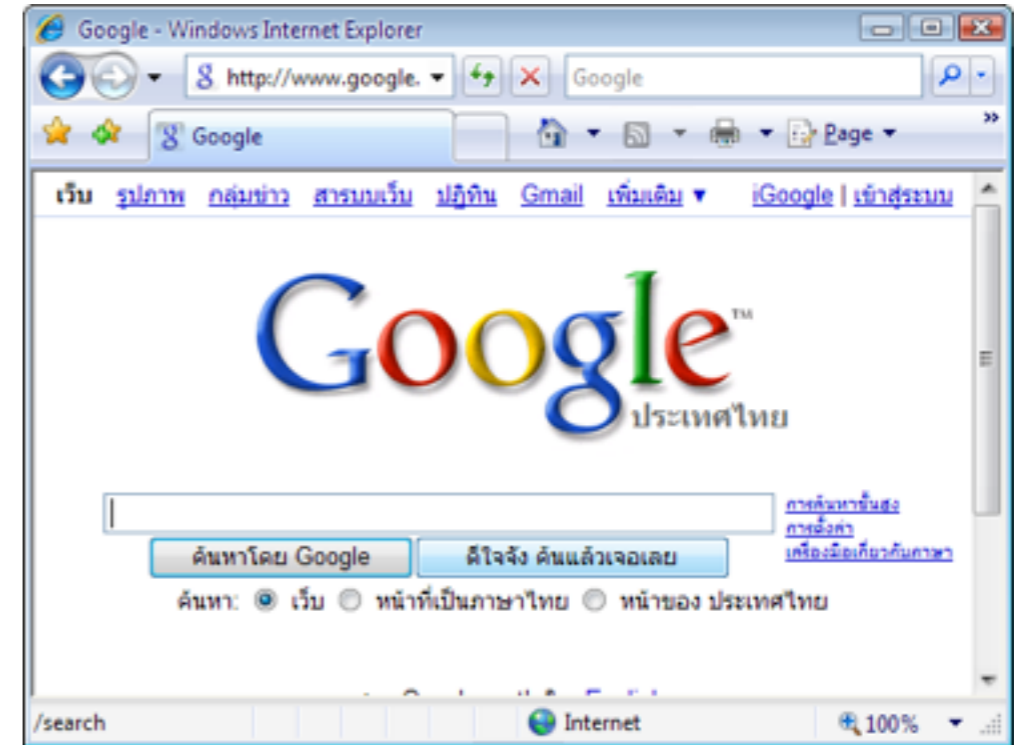 Google - Windows Internet Explorer
http://www.google. Google
Google Page »
เว็บ รูปภาพ กลุ่มข่าว สารบบเว็บ ปฏิทิน Gmail เพิ่มเติม ▼ iGoogle | เข้าสู่ระบบ
Google™
ประเทศไทย
การค้นหาขั้นสูง
การตั้งค่า
เครื่องมือเกี่ยวกับภาษา
ค้นหาโดย Google ดีใจจัง ค้นแล้วเจอเลย
ค้นหา: เว็บ หน้าที่เป็นภาษาไทย หน้าของ ประเทศไทย
/search Internet 100%